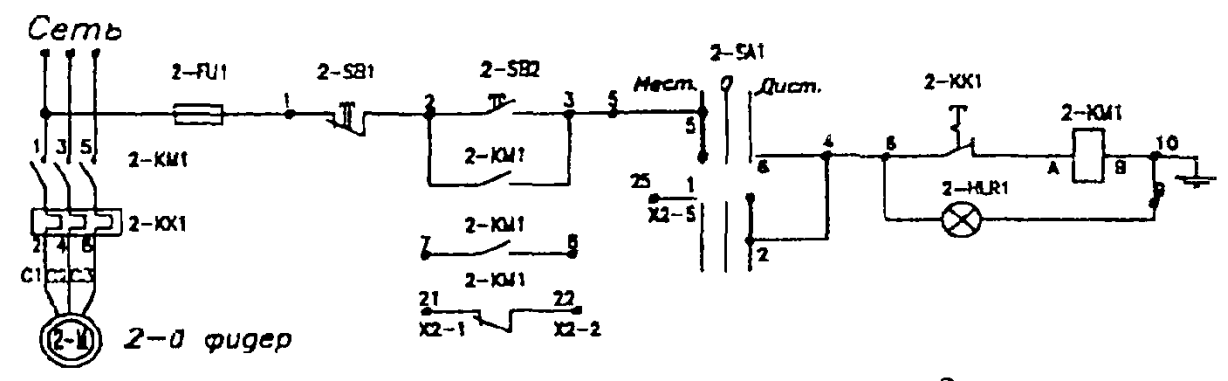 Сеть
2-SA1
2-FU1 2-SB1 2-SB2 Мест. 0 Дист. 2-KK1 2-KM1
1 2 3 5
5
1 3 5 2-KM1 2-KM1 6 4 A B 10
25 1 2-HLR1 9
X2-5 5
2-KK1 2-KM1
2 4 6 7 8 2
C1 C2 C3 2-KM1
21 22
X2-1 X2-2
2-М 2-й фидер